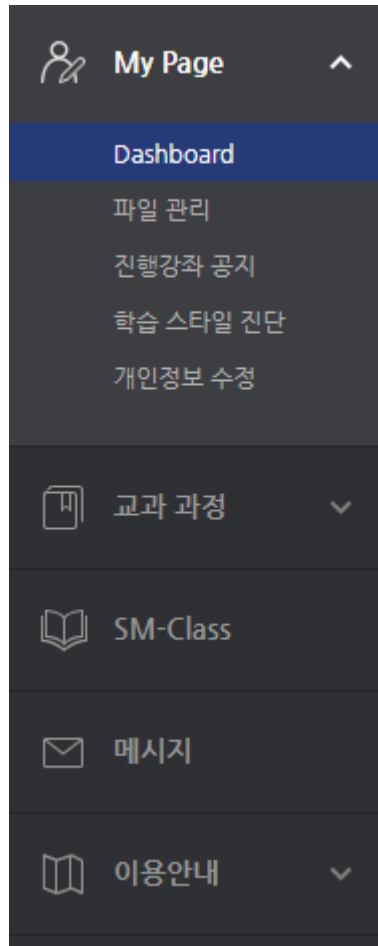 My Page
Dashboard
파일 관리
진행강좌 공지
학습 스타일 진단
개인정보 수정
교과 과정
SM-Class
메시지
이용안내